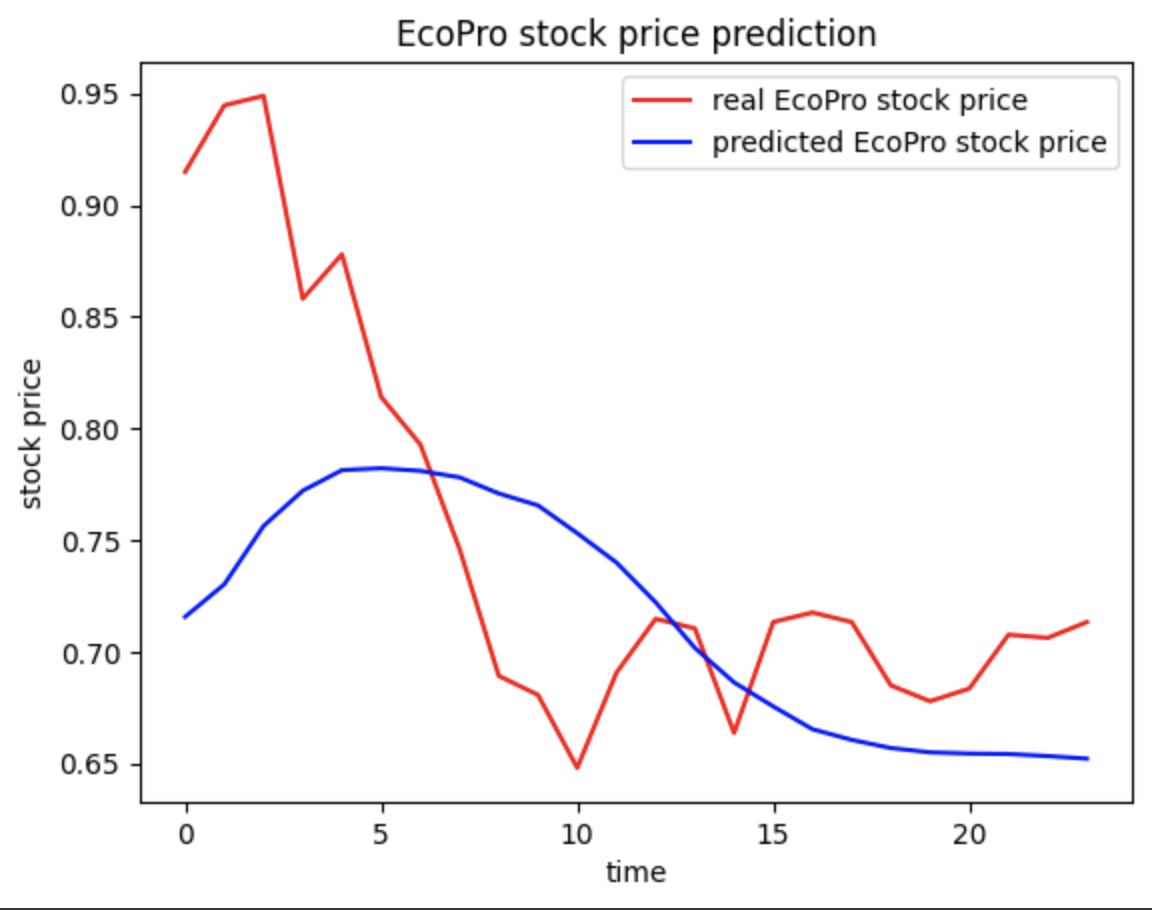 EcoPro stock price prediction
real EcoPro stock price
predicted EcoPro stock price
0.95
0.90
0.85
0.80
0.75
0.70
0.65
stock price
0 5 10 15 20
time